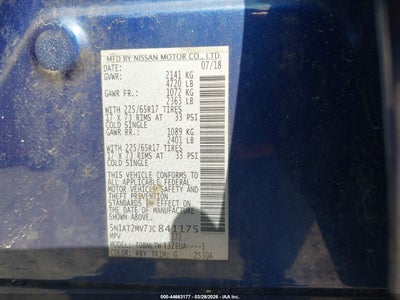 MFD BY NISSAN MOTOR CO., LTD.
DATE: 07/18
GVWR: 2141 KG
4720 LB
GAWR FR: 1072 KG
2363 LB
WITH 225/65R17 TIRES
17 X 7J RIMS AT 33 PSI
COLD SINGLE
GAWR RR: 1089 KG
2401 LB
WITH 225/65R17 TIRES
17 X 7J RIMS AT 33 PSI
COLD SINGLE
THIS VEHICLE CONFORMS TO ALL
APPLICABLE FEDERAL
MOTOR VEHICLE SAFETY AND
THEFT PREVENTION
STANDARDS IN EFFECT ON
THE DATE OF MANUFACTURE
SHOWN ABOVE
5N1AT2MV7JC841175
MPV 372
MODEL:
COLOR: RBY TRIM: G
© IAA 44663177 | 03/26/2026 | IAA